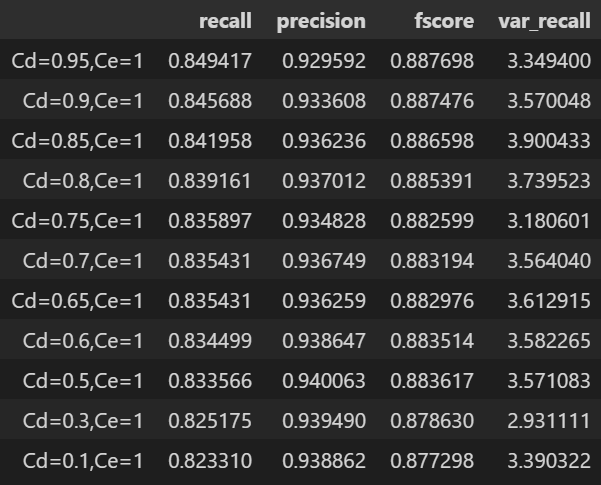 recall precision fscore var_recall
Cd=0.95,Ce=1 0.849417 0.929592 0.887698 3.349400
Cd=0.9,Ce=1 0.845688 0.933608 0.887476 3.570048
Cd=0.85,Ce=1 0.841958 0.936236 0.886598 3.900433
Cd=0.8,Ce=1 0.839161 0.937012 0.885391 3.739523
Cd=0.75,Ce=1 0.835897 0.934828 0.882599 3.180601
Cd=0.7,Ce=1 0.835431 0.936749 0.883194 3.564040
Cd=0.65,Ce=1 0.835431 0.936259 0.882976 3.612915
Cd=0.6,Ce=1 0.834499 0.938647 0.883514 3.582265
Cd=0.5,Ce=1 0.833566 0.940063 0.883617 3.571083
Cd=0.3,Ce=1 0.825175 0.939490 0.878630 2.931111
Cd=0.1,Ce=1 0.823310 0.938862 0.877298 3.390322